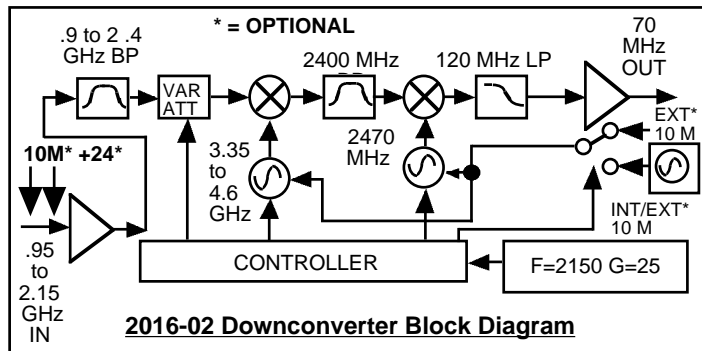 .9 to 2 .4
GHz BP
* = OPTIONAL
2400 MHz
120 MHz LP
70
MHz
OUT
VAR
ATT
10M* +24*
3.35
to
4.6
GHz
2470
MHz
EXT*
10 M
INT/EXT*
10 M
.95
to
2.15
GHz
IN
CONTROLLER
F=2150 G=25
2016-02 Downconverter Block Diagram